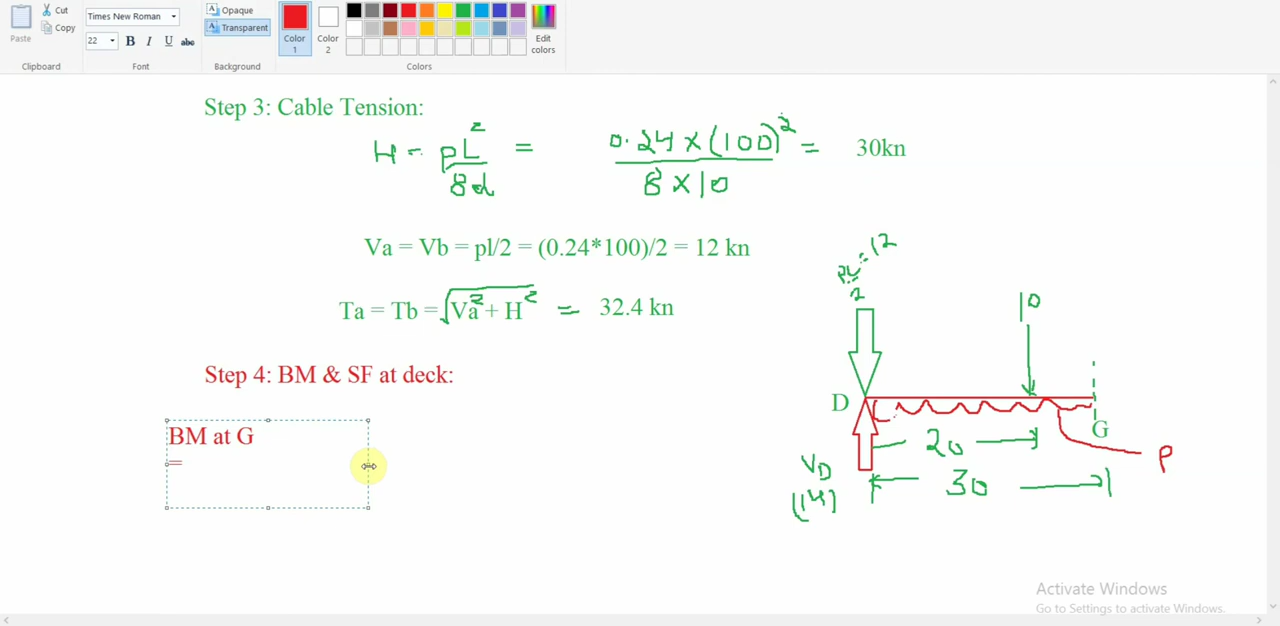 Paste
Cut
Copy
Clipboard
Times New Roman
22
B I U abc
Font
Opaque
Transparent
Background
Color 1
Color 2
Edit colors
Colors
Step 3: Cable Tension:
H = pL²/8d = 0.24 × (100)²/8 × 10 = 30kn
Va = Vb = pl/2 = (0.24*100)/2 = 12 kn
Ta = Tb = √Va² + H² = 32.4 kn
Step 4: BM & SF at deck:
BM at G
=
PL/2 = 12
10
D
G
20
P
VD
(14)
30
Activate Windows
Go to Settings to activate Windows.